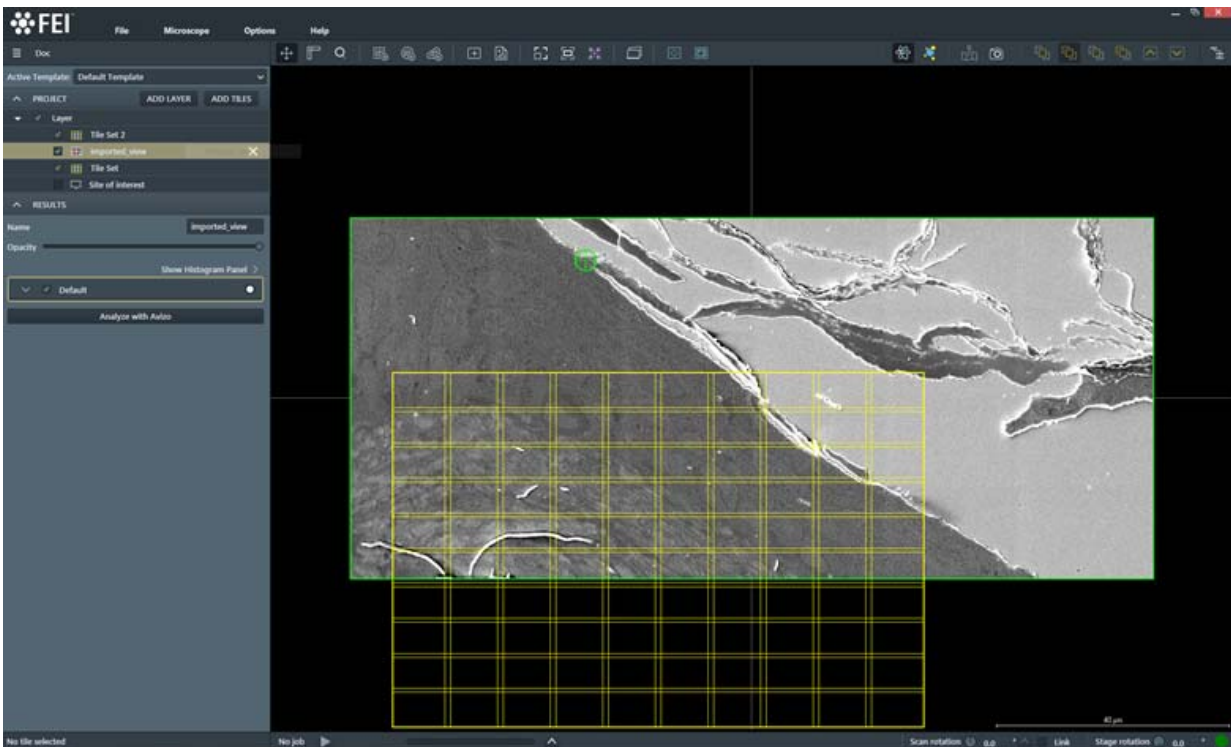 FEI File Microscope Options Help
Doc
Active Template: Default Template
PROJECT ADD LAYER ADD TILES
Layer
Tile Set 2
imported_view
Tile Set
Site of interest
RESULTS
Name imported_view
Opacity
Show Histogram Panel >
Default
Analyze with Avizo
40 µm
No tile selected No job Scan rotation 0.0 Link Stage rotation 0.0